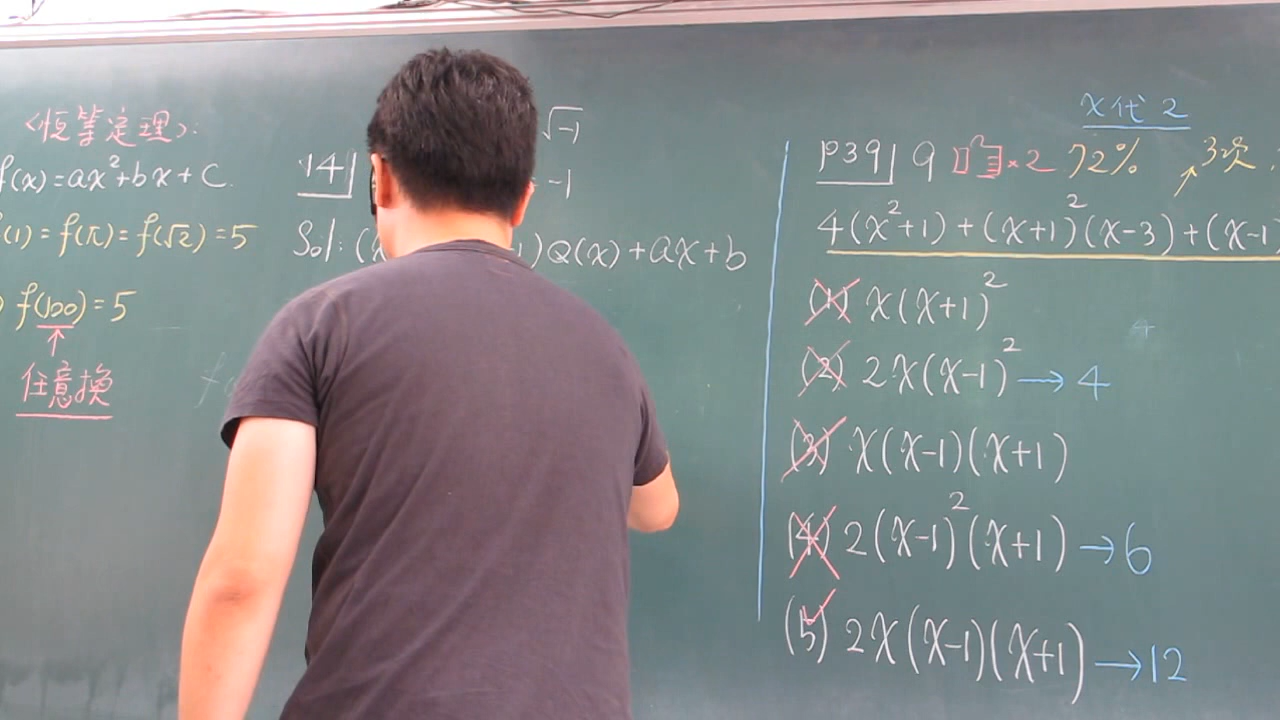 <恆等定理>:
f(x)=ax²+bx+c.
(1)=f(π)=f(√2)=5
f(100)=5
↑
任意換
14
√-1
-1
Sol: (x 1)Q(x)+ax+b
x代2
P39 9 ×2 72% ↗3次
4(x²+1)+(x+1)²(x-3)+(x-1
(1) x(x+1)²
(2) 2x(x-1)²→4
(3) x(x-1)(x+1)
(4) 2(x-1)²(x+1)→6
(5) 2x(x-1)(x+1)→12